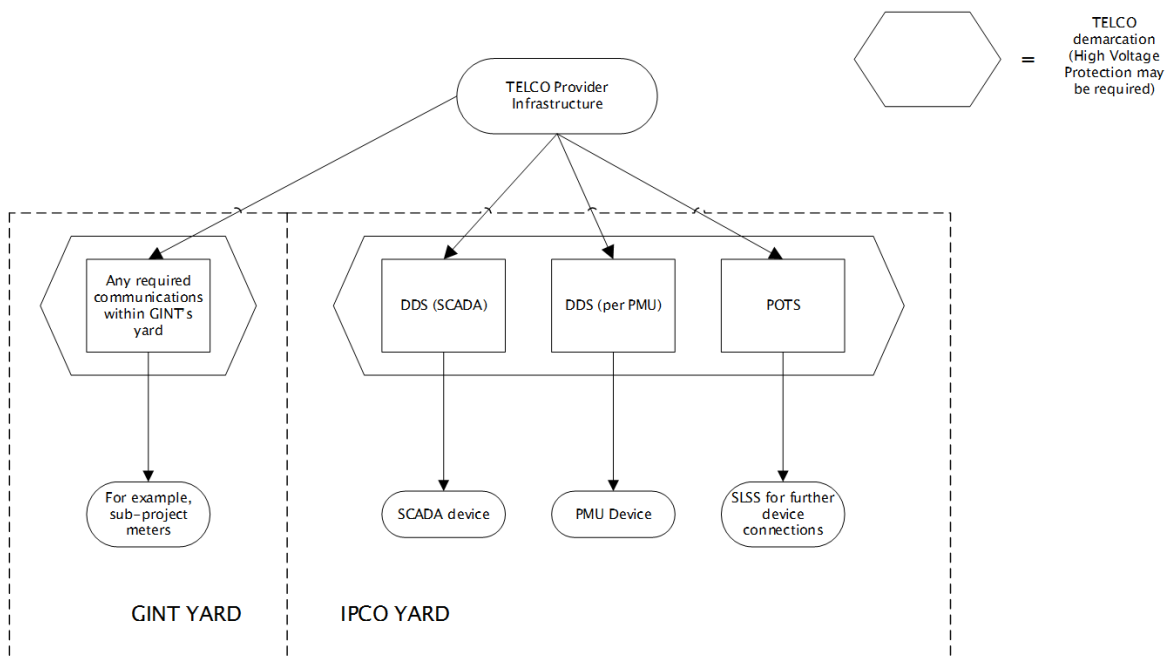 TELCO Provider
Infrastructure
=
TELCO
demarcation
(High Voltage
Protection may
be required)
Any required
communications
within GINT's
yard
DDS (SCADA)
DDS (per PMU)
POTS
For example,
sub-project
meters
SCADA device
PMU Device
SLSS for further
device
connections
GINT YARD
IPCO YARD